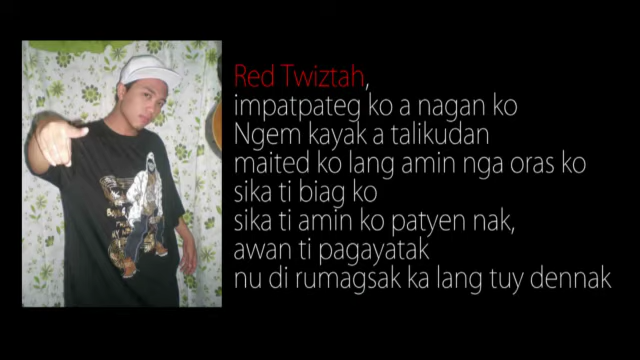 Red Twiztah,
impatpateg ko a nagan ko
Ngem kayak a talikudan
maited ko lang amin nga oras ko
sika ti biag ko
sika ti amin ko patyen nak,
awan ti pagayatak
nu di rumagsak ka lang tuy dennak